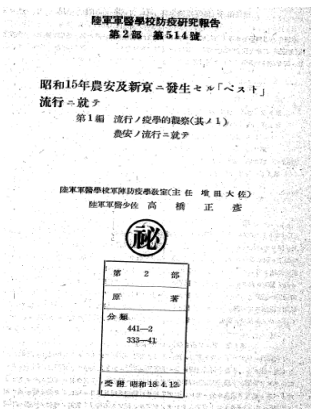 陸軍軍醫學校防疫研究報告
第2部 第514號
昭和15年農安及新京ニ發生セル「ペスト」
流行ニ就テ
第1編 流行ノ疫學的觀察(其ノ1)
農安ノ流行ニ就テ
陸軍軍醫學校軍陣防疫學教室(主任 增田大佐)
陸軍軍醫少佐 高橋正彦
秘
第 2 部
原 著
分類
441—2
333—41
受附 昭和18.4.12